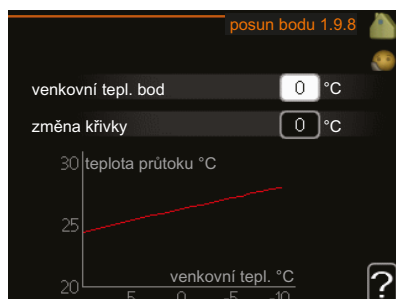 posun bodu 1.9.8
venkovní tepl. bod 0 °C
změna křivky 0 °C
30 teplota průtoku °C
25
venkovní tepl. °C
20
5 0 -5 -10
?